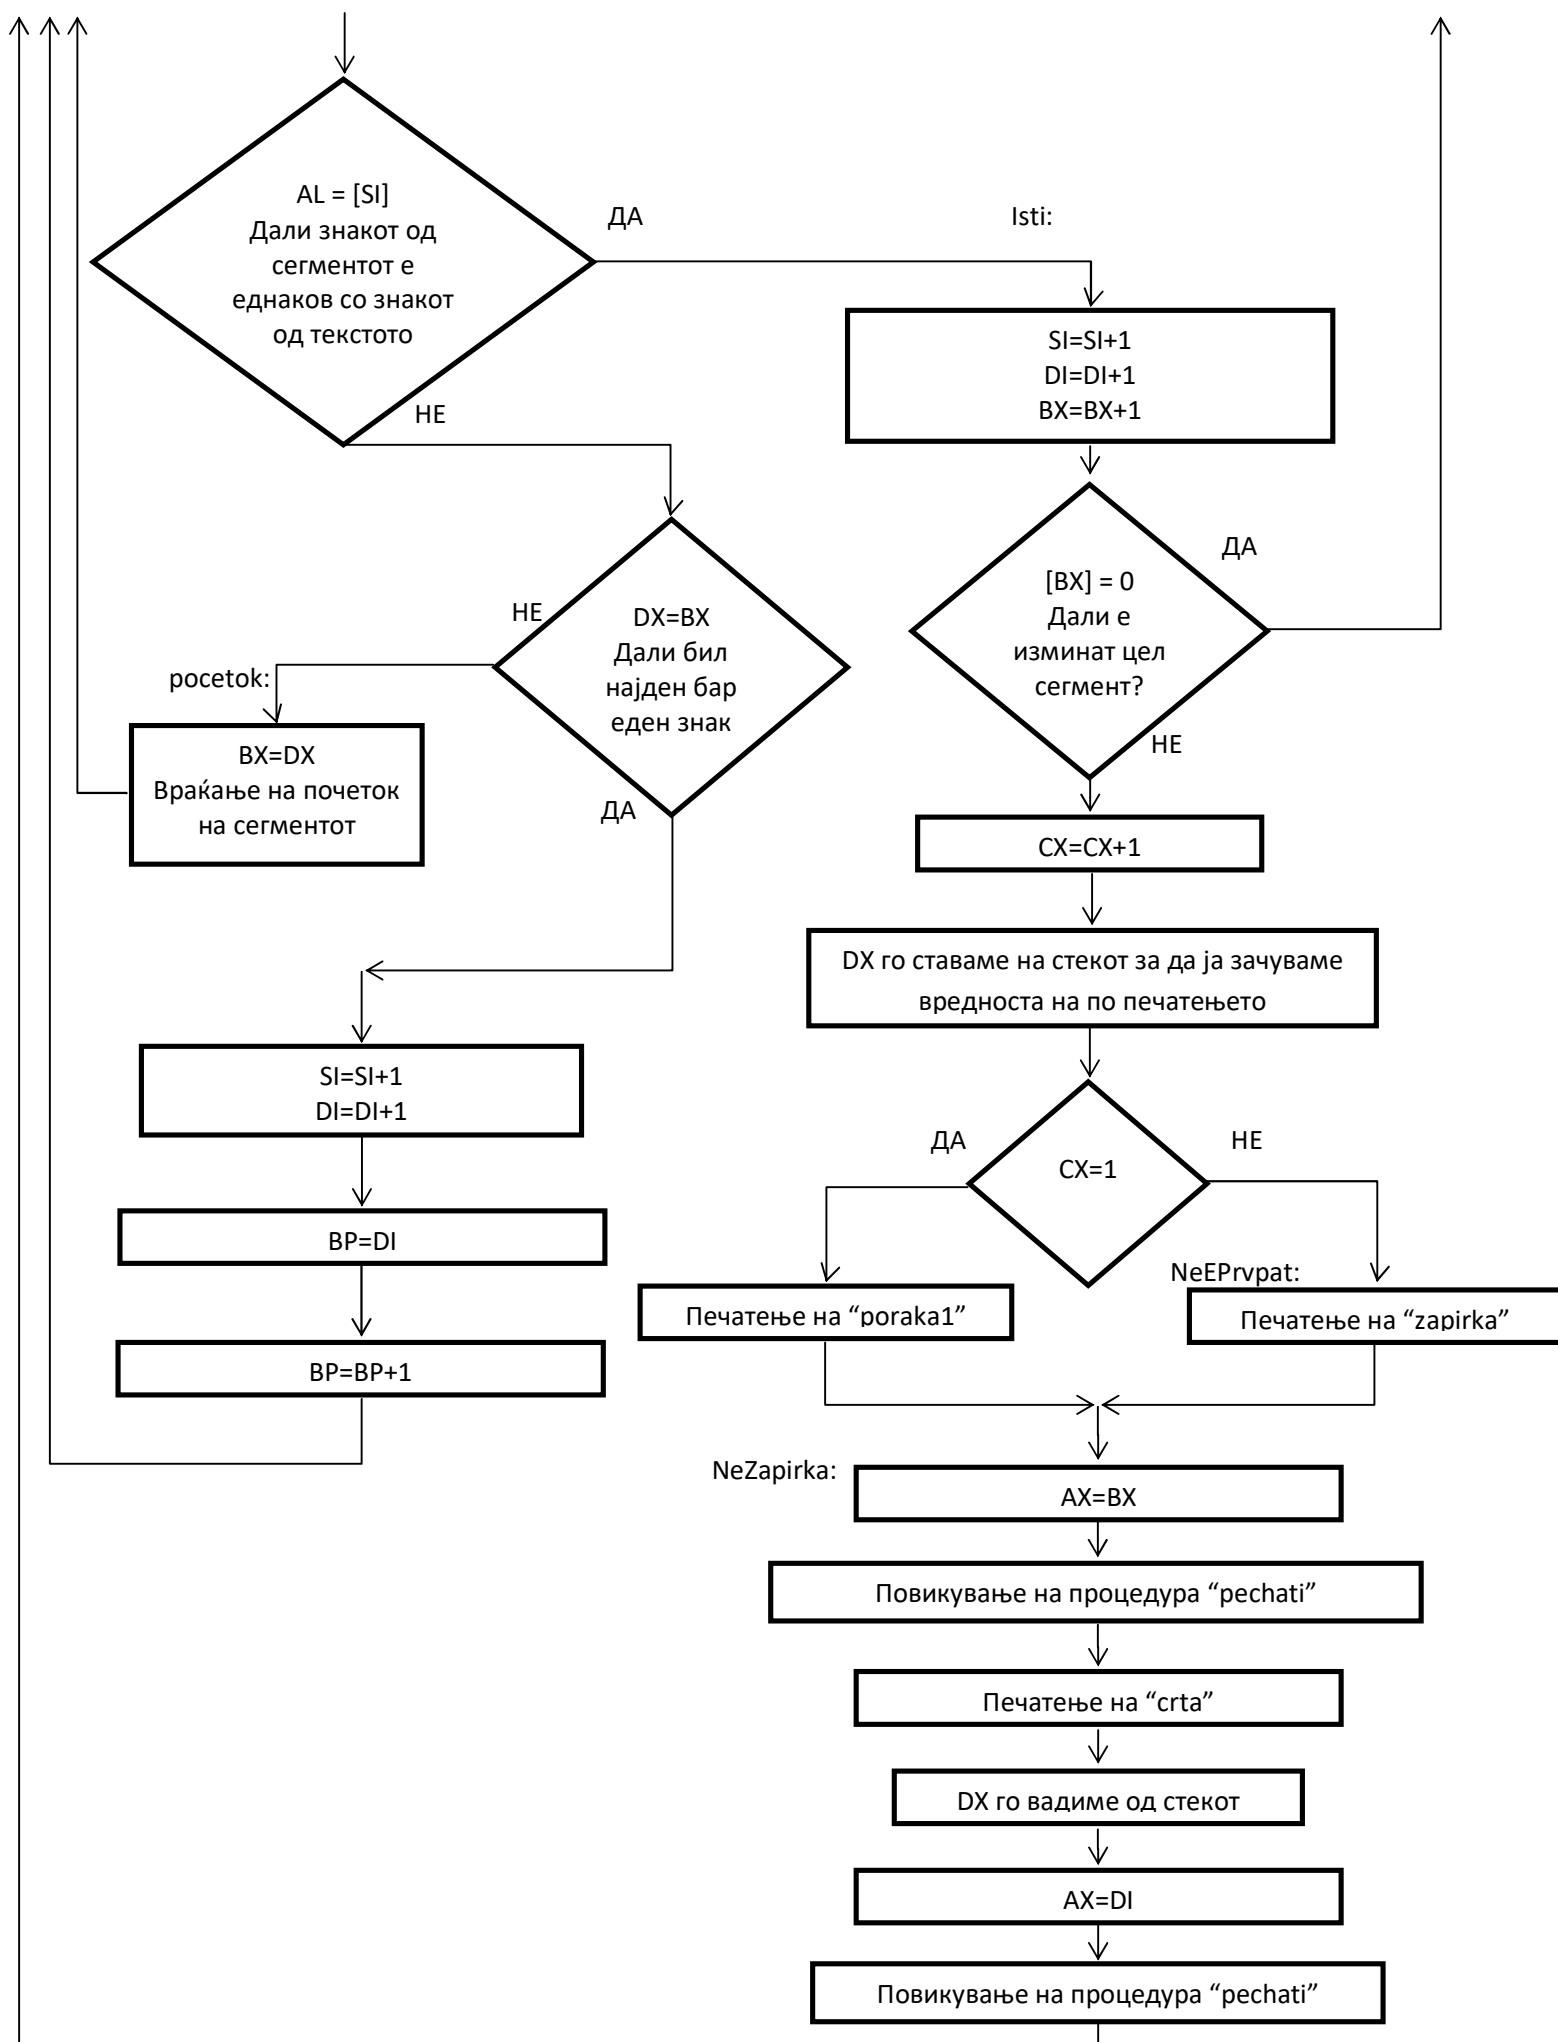 AL = [SI]
Дали знакот од
сегментот е
еднаков со знакот
од текстото
ДА
Isti:
SI=SI+1
DI=DI+1
BX=BX+1
НЕ
[BX] = 0
Дали е
изминат цел
сегмент?
ДА
НЕ
DX=BX
Дали бил
најден бар
еден знак
НЕ
pocetok:
BX=DX
Враќање на почеток
на сегментот
ДА
CX=CX+1
DX го ставаме на стекот за да ја зачуваме
вредноста на по печатењето
SI=SI+1
DI=DI+1
ДА
CX=1
НЕ
BP=DI
NeEPrvpat:
Печатење на “poraka1”
Печатење на “zapirka”
BP=BP+1
NeZapirka:
AX=BX
Повикување на процедура “pechati”
Печатење на “crta”
DX го вадиме од стекот
AX=DI
Повикување на процедура “pechati”